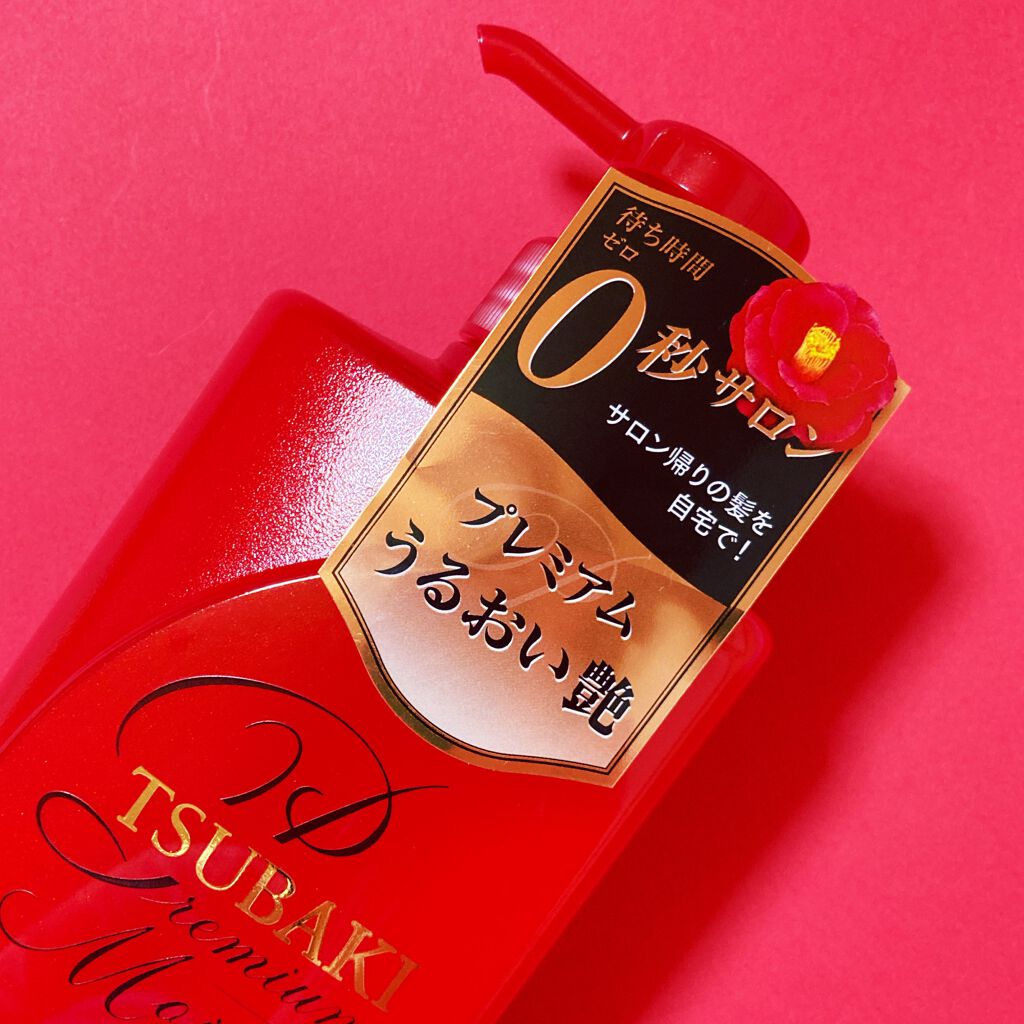 待ち時間
ゼロ
0秒サロン
サロン帰りの髪を
自宅で!
プレミアム
うるおい艶
TSUBAKI
Premium